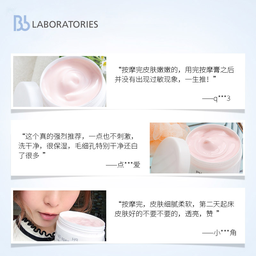 Bb LABORATORIES
“按摩完皮肤嫩嫩的，用完按摩膏之后
并没有出现过敏现象，一生推！”
——q***3
“这个真的强烈推荐，一点也不刺激，
洗干净，很保湿，毛细孔特别干净还白
了很多 ”
——点***爱
“按摩完，皮肤细腻柔软，第二天起床
皮肤好的不要不要的，透亮，赞 ”
——小***角